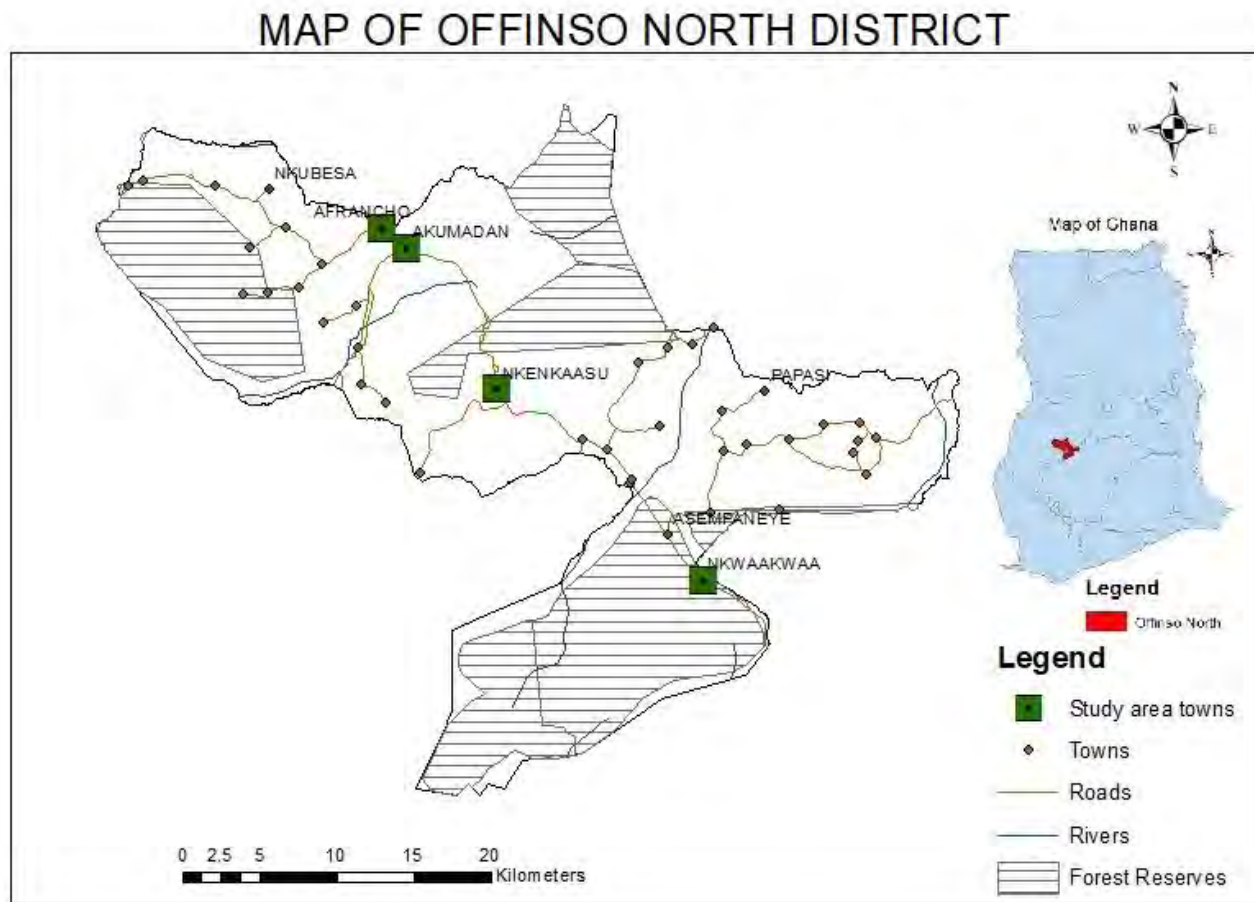 MAP OF OFFINSO NORTH DISTRICT
N
W E
S
NKUBESA
AFRANCHO
AKUMADAN
NKENKAASU
PAPASI
ASEMPANEYE
NKWAAKWAA
Map of Ghana
Legend
Offinso North
Legend
Study area towns
Towns
Roads
Rivers
Forest Reserves
0 2.5 5 10 15 20
Kilometers